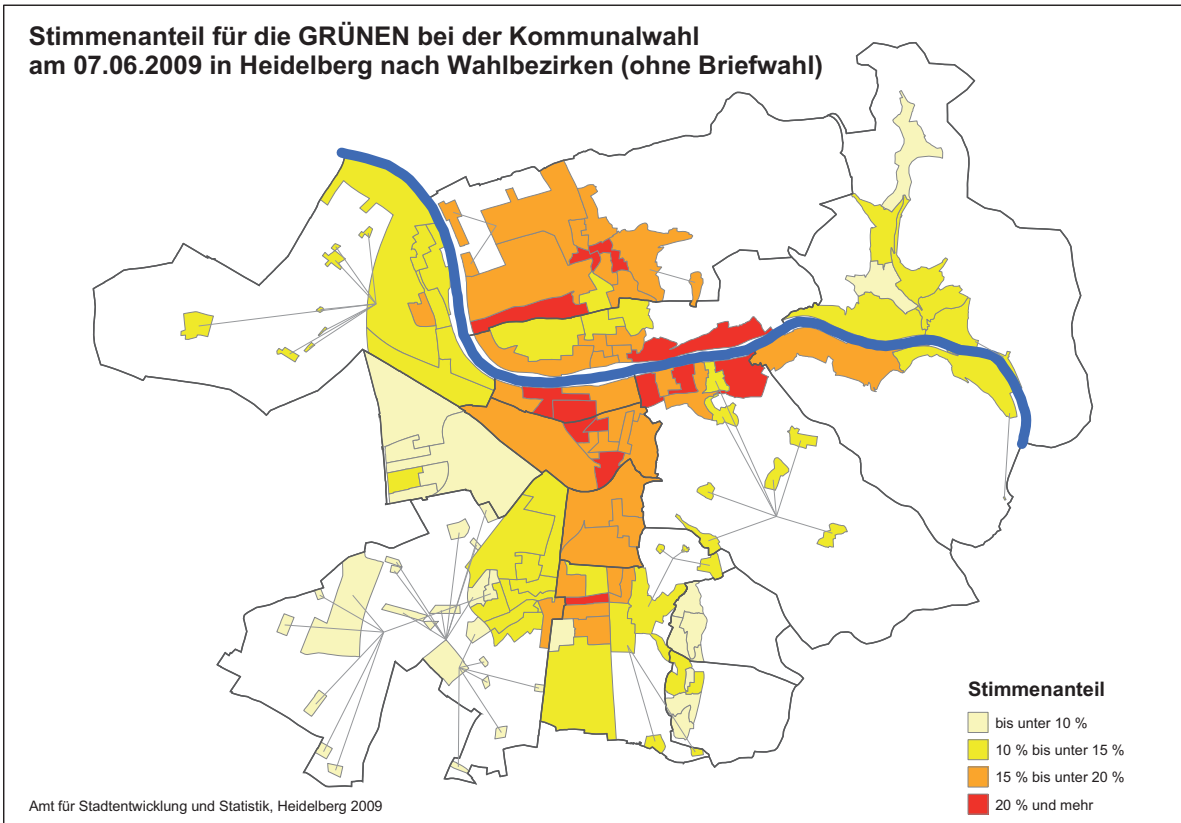 Stimmenanteil für die GRÜNEN bei der Kommunalwahl
am 07.06.2009 in Heidelberg nach Wahlbezirken (ohne Briefwahl)
Stimmenanteil
bis unter 10 %
10 % bis unter 15 %
15 % bis unter 20 %
20 % und mehr
Amt für Stadtentwicklung und Statistik, Heidelberg 2009